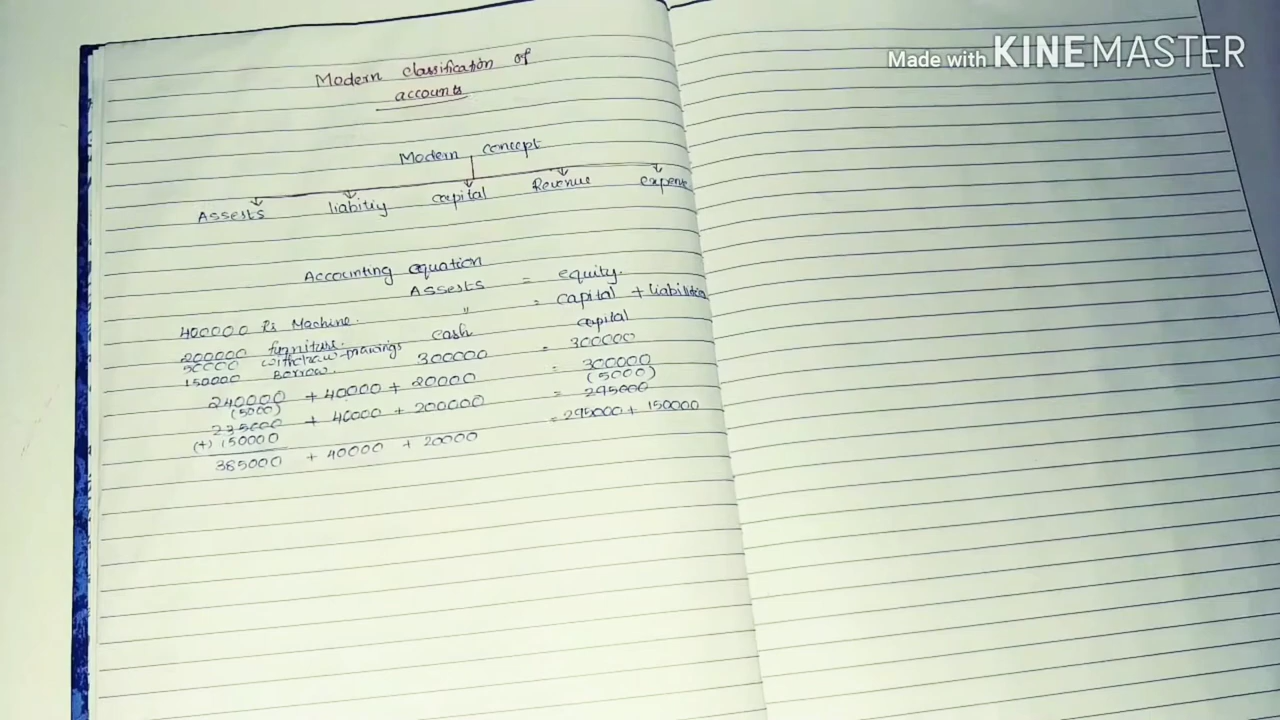 Made with KINEMASTER
Modern classification of
accounts
Modern concept
Assests liabitiy capital Revenue expense
Accounting equation
Assests = equity.
400000 Rs Machine. " = capital + liabilities
200000 furniture. cash capital
50000 withdraw-Drawings 300000 = 300000
150000 Borrow.
240000 + 40000 + 20000 = 300000
(5000) (5000)
235000 + 40000 + 200000 = 295000
(+) 150000
385000 + 40000 + 20000 = 295000 + 150000